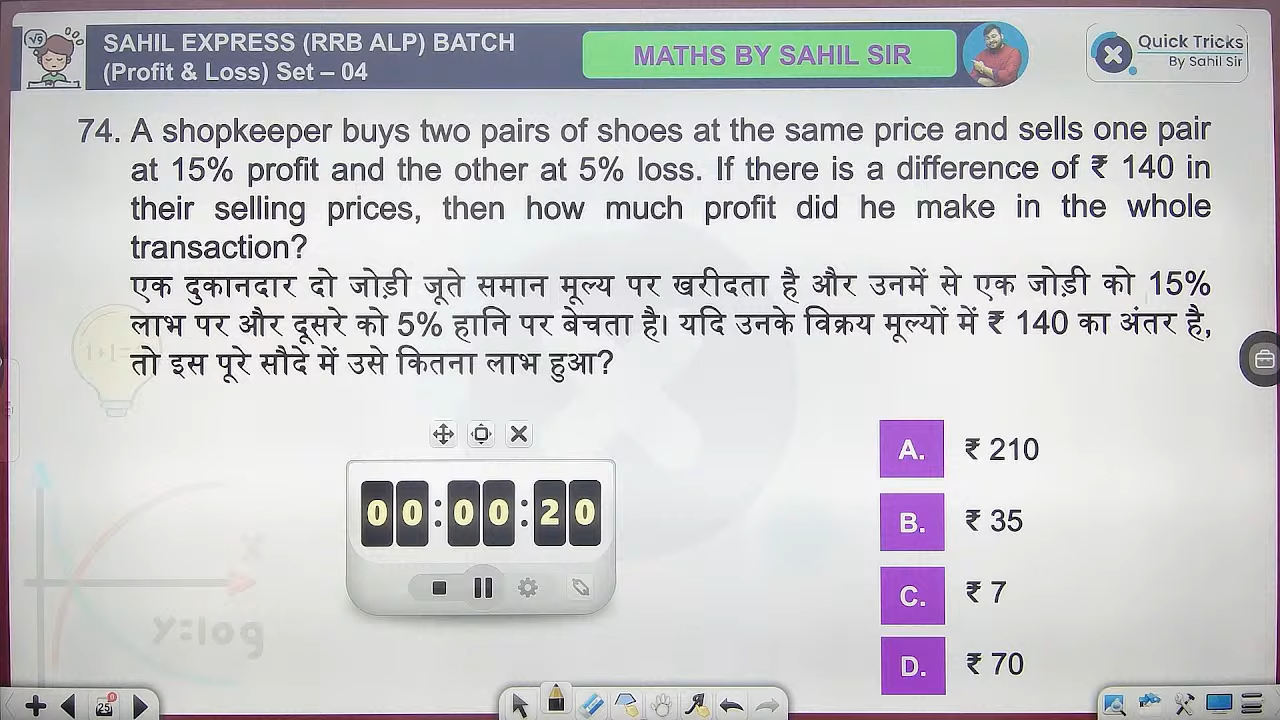 SAHIL EXPRESS (RRB ALP) BATCH
(Profit & Loss) Set – 04
MATHS BY SAHIL SIR
Quick Tricks
By Sahil Sir
74. A shopkeeper buys two pairs of shoes at the same price and sells one pair
at 15% profit and the other at 5% loss. If there is a difference of ₹ 140 in
their selling prices, then how much profit did he make in the whole
transaction?
एक दुकानदार दो जोड़ी जूते समान मूल्य पर खरीदता है और उनमें से एक जोड़ी को 15%
लाभ पर और दूसरे को 5% हानि पर बेचता है। यदि उनके विक्रय मूल्यों में ₹ 140 का अंतर है,
तो इस पूरे सौदे में उसे कितना लाभ हुआ?
00:00:20
A. ₹ 210
B. ₹ 35
C. ₹ 7
D. ₹ 70
y=log
25